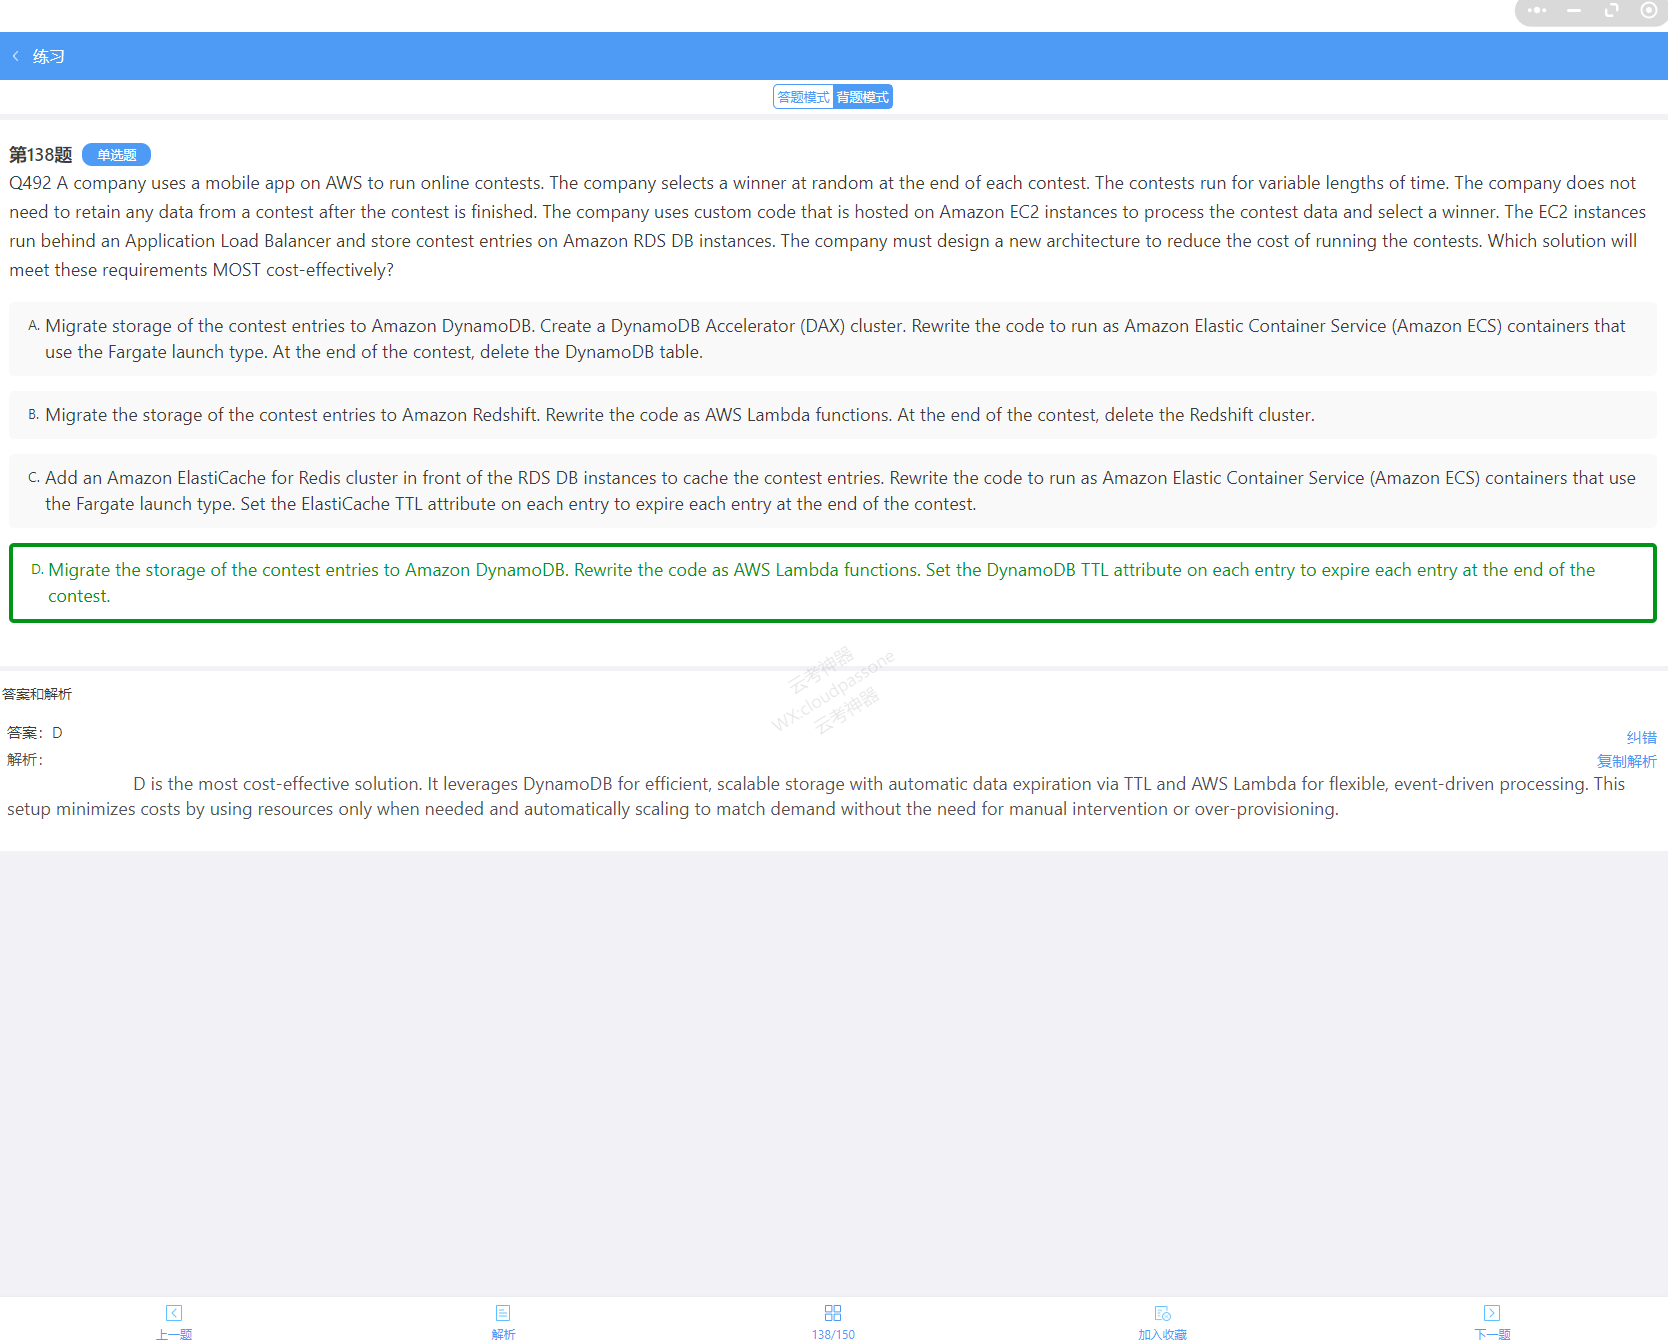 练习
答题模式 背题模式
第138题 单选题
Q492 A company uses a mobile app on AWS to run online contests. The company selects a winner at random at the end of each contest. The contests run for variable lengths of time. The company does not
need to retain any data from a contest after the contest is finished. The company uses custom code that is hosted on Amazon EC2 instances to process the contest data and select a winner. The EC2 instances
run behind an Application Load Balancer and store contest entries on Amazon RDS DB instances. The company must design a new architecture to reduce the cost of running the contests. Which solution will
meet these requirements MOST cost-effectively?
A. Migrate storage of the contest entries to Amazon DynamoDB. Create a DynamoDB Accelerator (DAX) cluster. Rewrite the code to run as Amazon Elastic Container Service (Amazon ECS) containers that
use the Fargate launch type. At the end of the contest, delete the DynamoDB table.
B. Migrate the storage of the contest entries to Amazon Redshift. Rewrite the code as AWS Lambda functions. At the end of the contest, delete the Redshift cluster.
C. Add an Amazon ElastiCache for Redis cluster in front of the RDS DB instances to cache the contest entries. Rewrite the code to run as Amazon Elastic Container Service (Amazon ECS) containers that use
the Fargate launch type. Set the ElastiCache TTL attribute on each entry to expire each entry at the end of the contest.
D. Migrate the storage of the contest entries to Amazon DynamoDB. Rewrite the code as AWS Lambda functions. Set the DynamoDB TTL attribute on each entry to expire each entry at the end of the
contest.
云考神器
WX:cloudpassone
云考神器
答案和解析
答案：D
纠错
解析：
复制解析
D is the most cost-effective solution. It leverages DynamoDB for efficient, scalable storage with automatic data expiration via TTL and AWS Lambda for flexible, event-driven processing. This
setup minimizes costs by using resources only when needed and automatically scaling to match demand without the need for manual intervention or over-provisioning.
上一题 解析 138/150 加入收藏 下一题